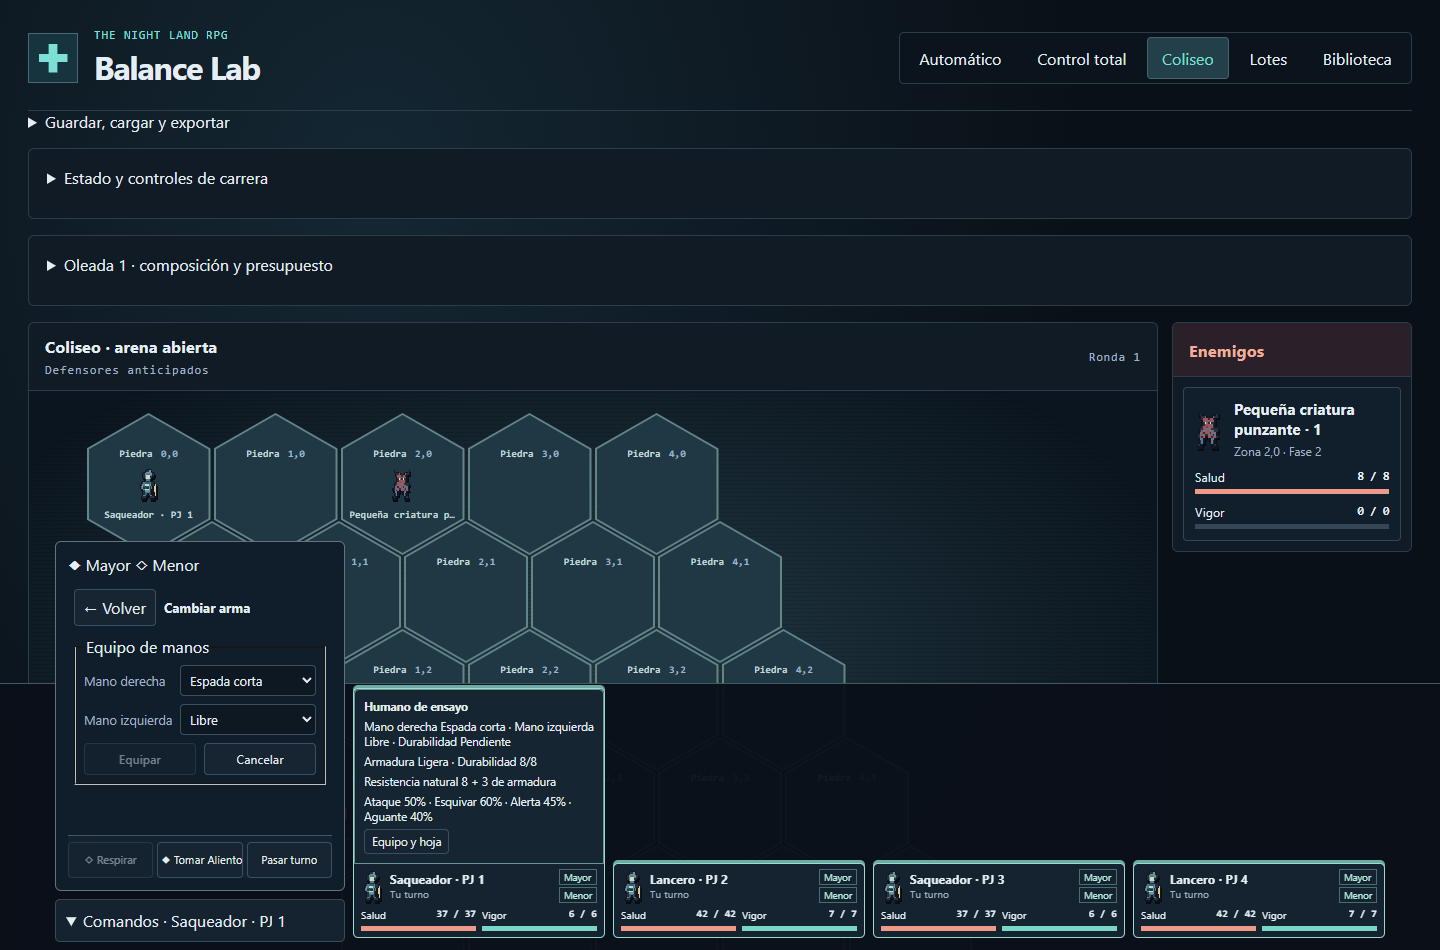 THE NIGHT LAND RPG
Balance Lab
Automático
Control total
Coliseo
Lotes
Biblioteca
Guardar, cargar y exportar
Estado y controles de carrera
Oleada 1 · composición y presupuesto
Coliseo · arena abierta
Defensores anticipados
Ronda 1
Piedra 0,0
Piedra 1,0
Piedra 2,0
Piedra 3,0
Piedra 4,0
Saqueador · PJ 1
Pequeña criatura p…
1,1
Piedra 2,1
Piedra 3,1
Piedra 4,1
Piedra 1,2
Piedra 2,2
Piedra 3,2
Piedra 4,2
Enemigos
Pequeña criatura
punzante · 1
Zona 2,0 · Fase 2
Salud 8 / 8
Vigor 0 / 0
◆ Mayor ◇ Menor
← Volver
Cambiar arma
Equipo de manos
Mano derecha
Espada corta
Mano izquierda
Libre
Equipar
Cancelar
◇ Respirar
◆ Tomar Aliento
Pasar turno
Comandos · Saqueador · PJ 1
Humano de ensayo
Mano derecha Espada corta · Mano izquierda
Libre · Durabilidad Pendiente
Armadura Ligera · Durabilidad 8/8
Resistencia natural 8 + 3 de armadura
Ataque 50% · Esquivar 60% · Alerta 45% ·
Aguante 40%
Equipo y hoja
Saqueador · PJ 1
Tu turno
Mayor
Menor
Salud 37 / 37 Vigor 6 / 6
Lancero · PJ 2
Tu turno
Mayor
Menor
Salud 42 / 42 Vigor 7 / 7
Saqueador · PJ 3
Tu turno
Mayor
Menor
Salud 37 / 37 Vigor 6 / 6
Lancero · PJ 4
Tu turno
Mayor
Menor
Salud 42 / 42 Vigor 7 / 7